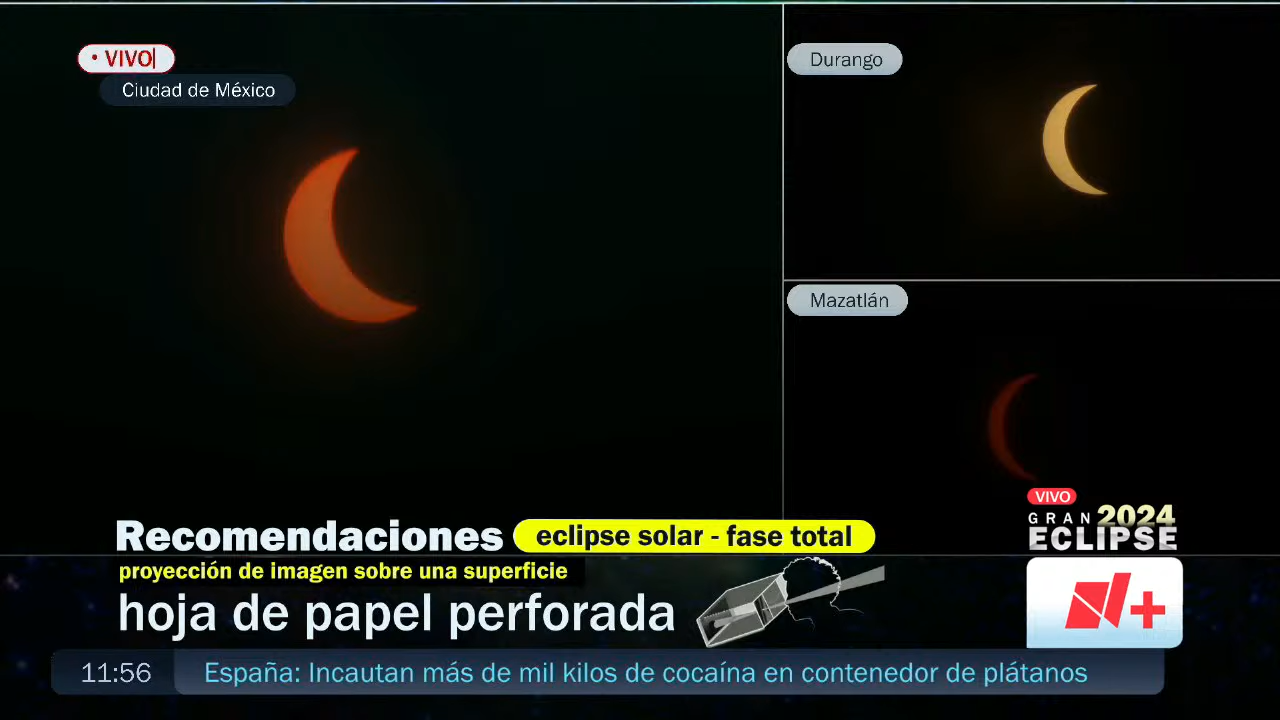 • VIVO
Ciudad de México
Durango
Mazatlán
VIVO
GRAN 2024
ECLIPSE
Recomendaciones eclipse solar - fase total
proyección de imagen sobre una superficie
hoja de papel perforada
N+
11:56 España: Incautan más de mil kilos de cocaína en contenedor de plátanos